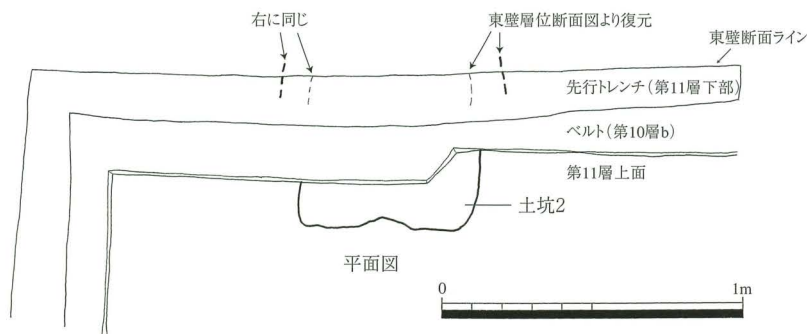 右に同じ
東壁層位断面図より復元
東壁断面ライン
先行トレンチ(第11層下部)
ベルト(第10層b)
第11層上面
土坑2
平面図
0
1m